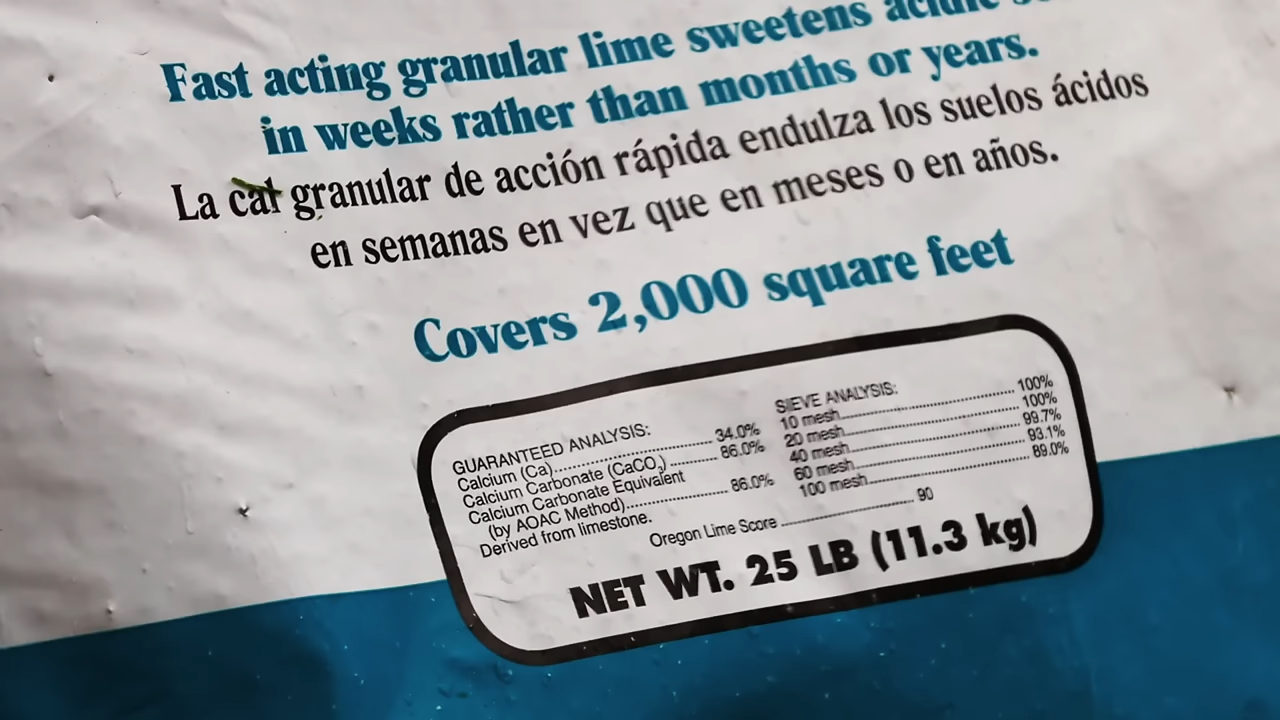 Fast acting granular lime sweetens acidic
in weeks rather than months or years.
La cal granular de acción rápida endulza los suelos ácidos
en semanas en vez que en meses o en años.
Covers 2,000 square feet
GUARANTEED ANALYSIS:
Calcium (Ca)........................ 34.0%
Calcium Carbonate (CaCO₃) ........... 86.0%
Calcium Carbonate Equivalent
(by AOAC Method)........................ 86.0%
Derived from limestone.
SIEVE ANALYSIS:
10 mesh........................ 100%
20 mesh........................ 100%
40 mesh........................ 99.7%
60 mesh........................ 93.1%
100 mesh........................ 89.0%
Oregon Lime Score ........................ 90
NET WT. 25 LB (11.3 kg)